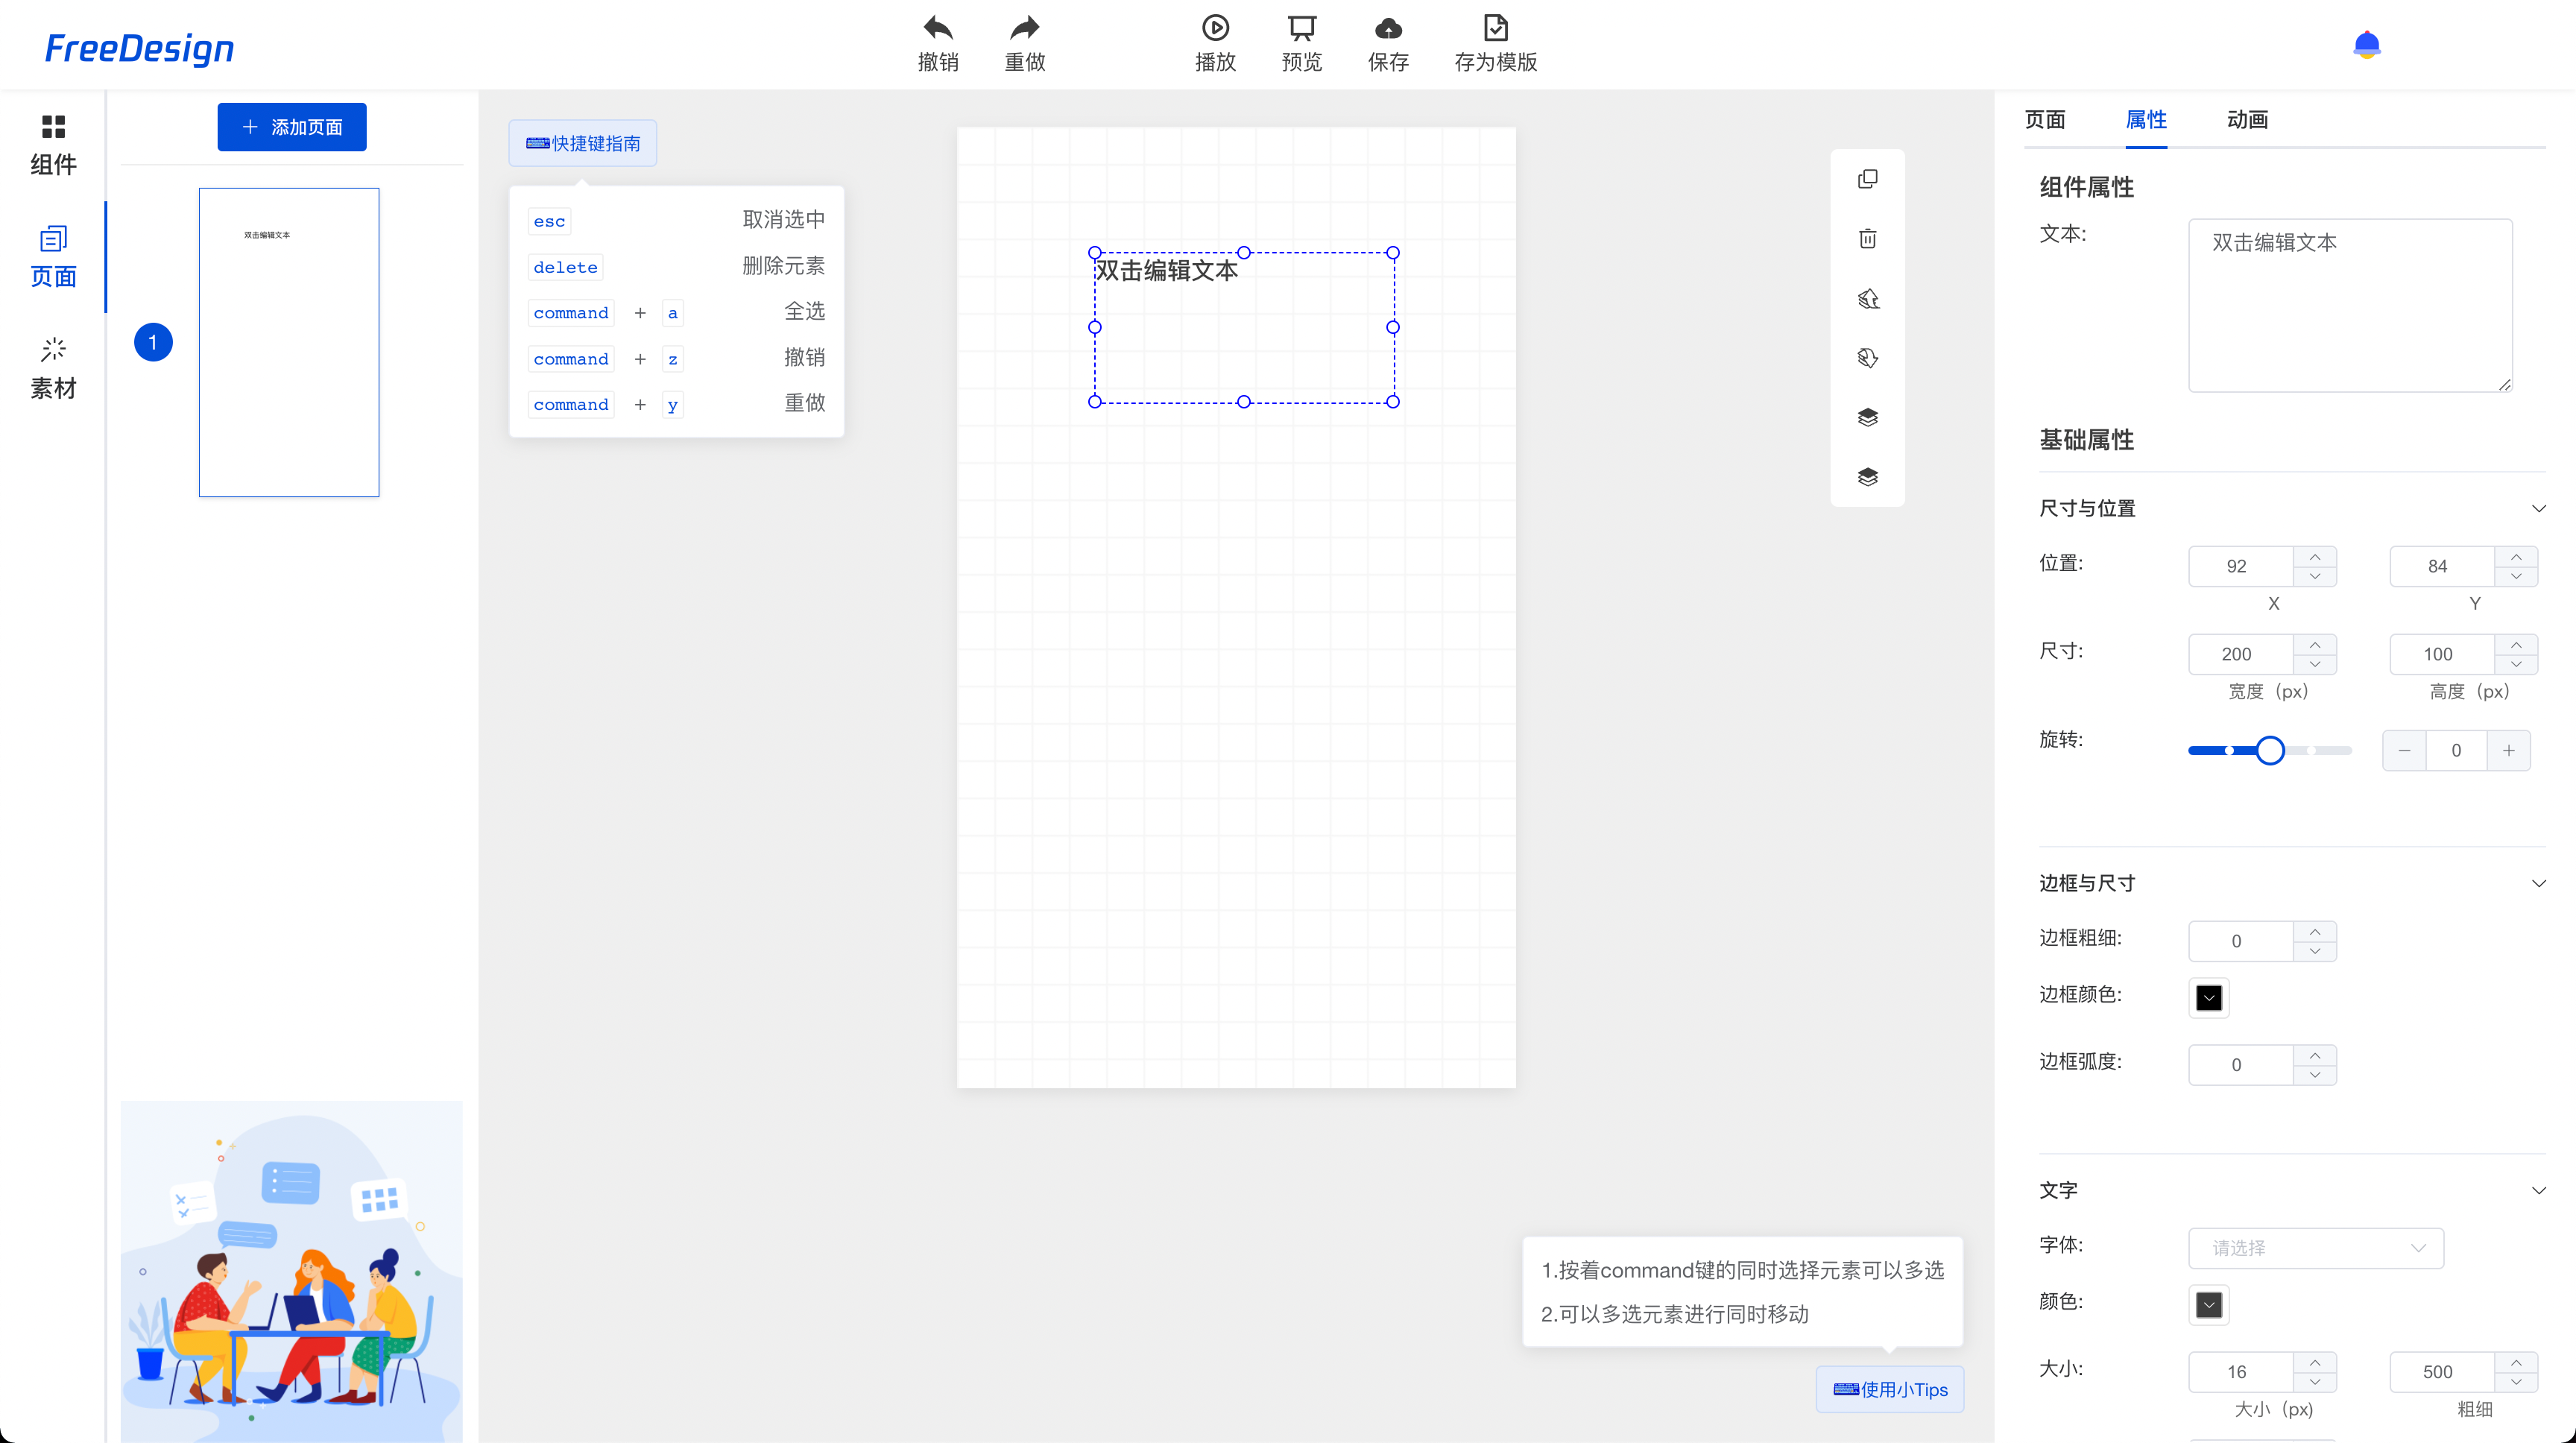 FreeDesign
撤销
重做
播放
预览
保存
存为模版
组件
页面
素材
添加页面
双击编辑文本
1
快捷键指南
esc 取消选中
delete 删除元素
command + a 全选
command + z 撤销
command + y 重做
双击编辑文本
1.按着command键的同时选择元素可以多选
2.可以多选元素进行同时移动
使用小Tips
页面 属性 动画
组件属性
文本: 双击编辑文本
基础属性
尺寸与位置
位置: 92 84
X Y
尺寸: 200 100
宽度（px） 高度（px）
旋转: 0
边框与尺寸
边框粗细: 0
边框颜色:
边框弧度: 0
文字
字体: 请选择
颜色:
大小: 16 500
大小（px） 粗细